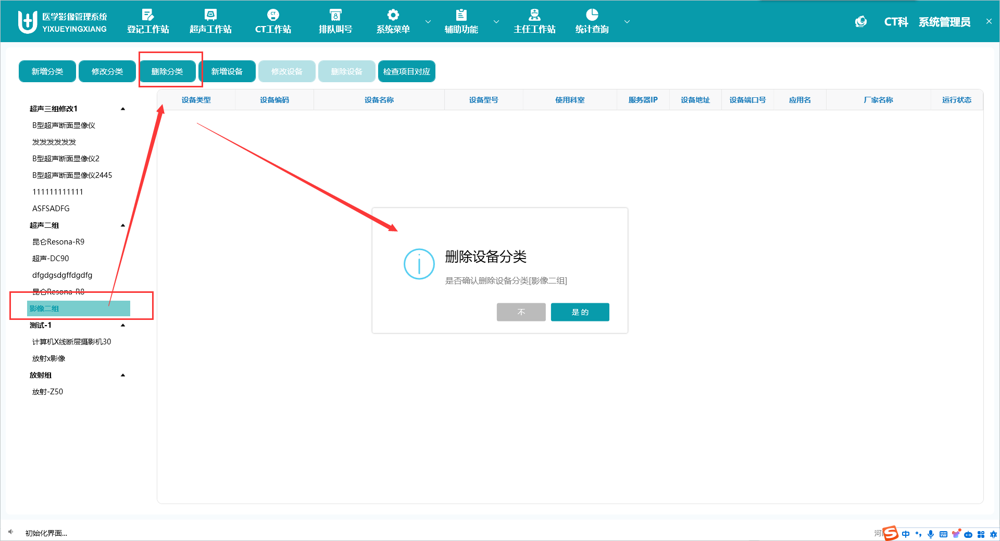 医学影像管理系统
YIXUEYINGXIANG
登记工作站
超声工作站
CT
CT工作站
8
排队叫号
系统菜单
辅助功能
主任工作站
统计查询
CT科
系统管理员
新增分类
修改分类
删除分类
新增设备
修改设备
删除设备
检查项目对应
设备类型
设备编码
设备名称
设备型号
使用科室
服务器IP
设备地址
设备端口号
应用名
厂家名称
运行状态
超声三组修改1
B型超声断面显像仪
发发发发发发
B型超声断面显像仪2
B型超声断面显像仪2445
111111111111
ASFSADFG
超声二组
昆仑Resona-R9
超声-DC90
dfgdgsdgffdgdfg
昆仑Resona-R8
影像二组
测试-1
计算机X线断层摄影机30
放射x影像
放射组
放射-Z50
删除设备分类
是否确认删除设备分类[影像二组]
不
是的
初始化界面...
河
中